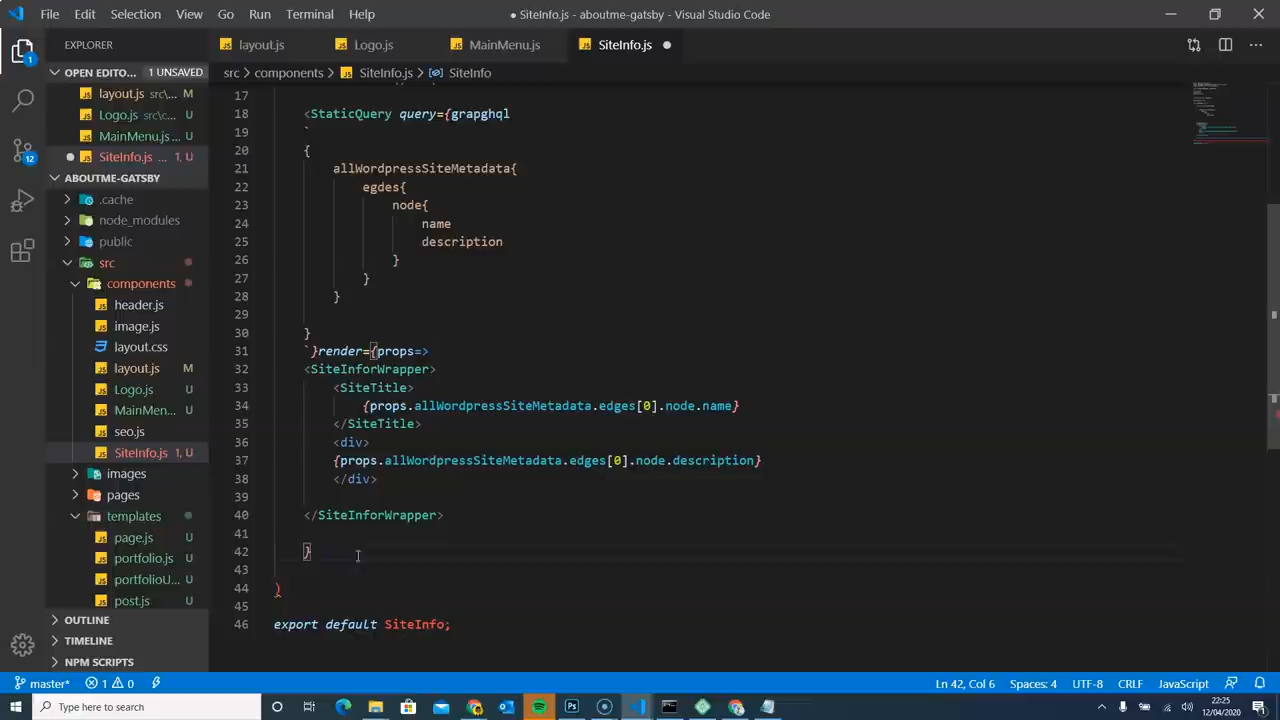 File Edit Selection View Go Run Terminal Help
● SiteInfo.js - aboutme-gatsby - Visual Studio Code
EXPLORER
layout.js Logo.js MainMenu.js SiteInfo.js
OPEN EDITO... 1 UNSAVED
src > components > SiteInfo.js > SiteInfo
layout.js src\... M
Logo.js src\c... U
MainMenu.js... U
SiteInfo.js ... 1, U
ABOUTME-GATSBY
.cache
node_modules
public
src
components
header.js
image.js
layout.css
layout.js M
Logo.js U
MainMen... U
seo.js
SiteInfo.js 1, U
images
pages
templates
page.js U
portfolio.js U
portfolioU... U
post.js U
OUTLINE
TIMELINE
NPM SCRIPTS
1
12
17
18 <StaticQuery query={grapghql
19 `
20 {
21 allWordpressSiteMetadata{
22 egdes{
23 node{
24 name
25 description
26 }
27 }
28 }
29
30 }
31 `}render={props=>
32 <SiteInforWrapper>
33 <SiteTitle>
34 {props.allWordpressSiteMetadata.edges[0].node.name}
35 </SiteTitle>
36 <div>
37 {props.allWordpressSiteMetadata.edges[0].node.description}
38 </div>
39
40 </SiteInforWrapper>
41
42 }
43
44 )
45
46 export default SiteInfo;
master* 1 0 Ln 42, Col 6 Spaces: 4 UTF-8 CRLF JavaScript
Type here to search
22:25
12/04/2020